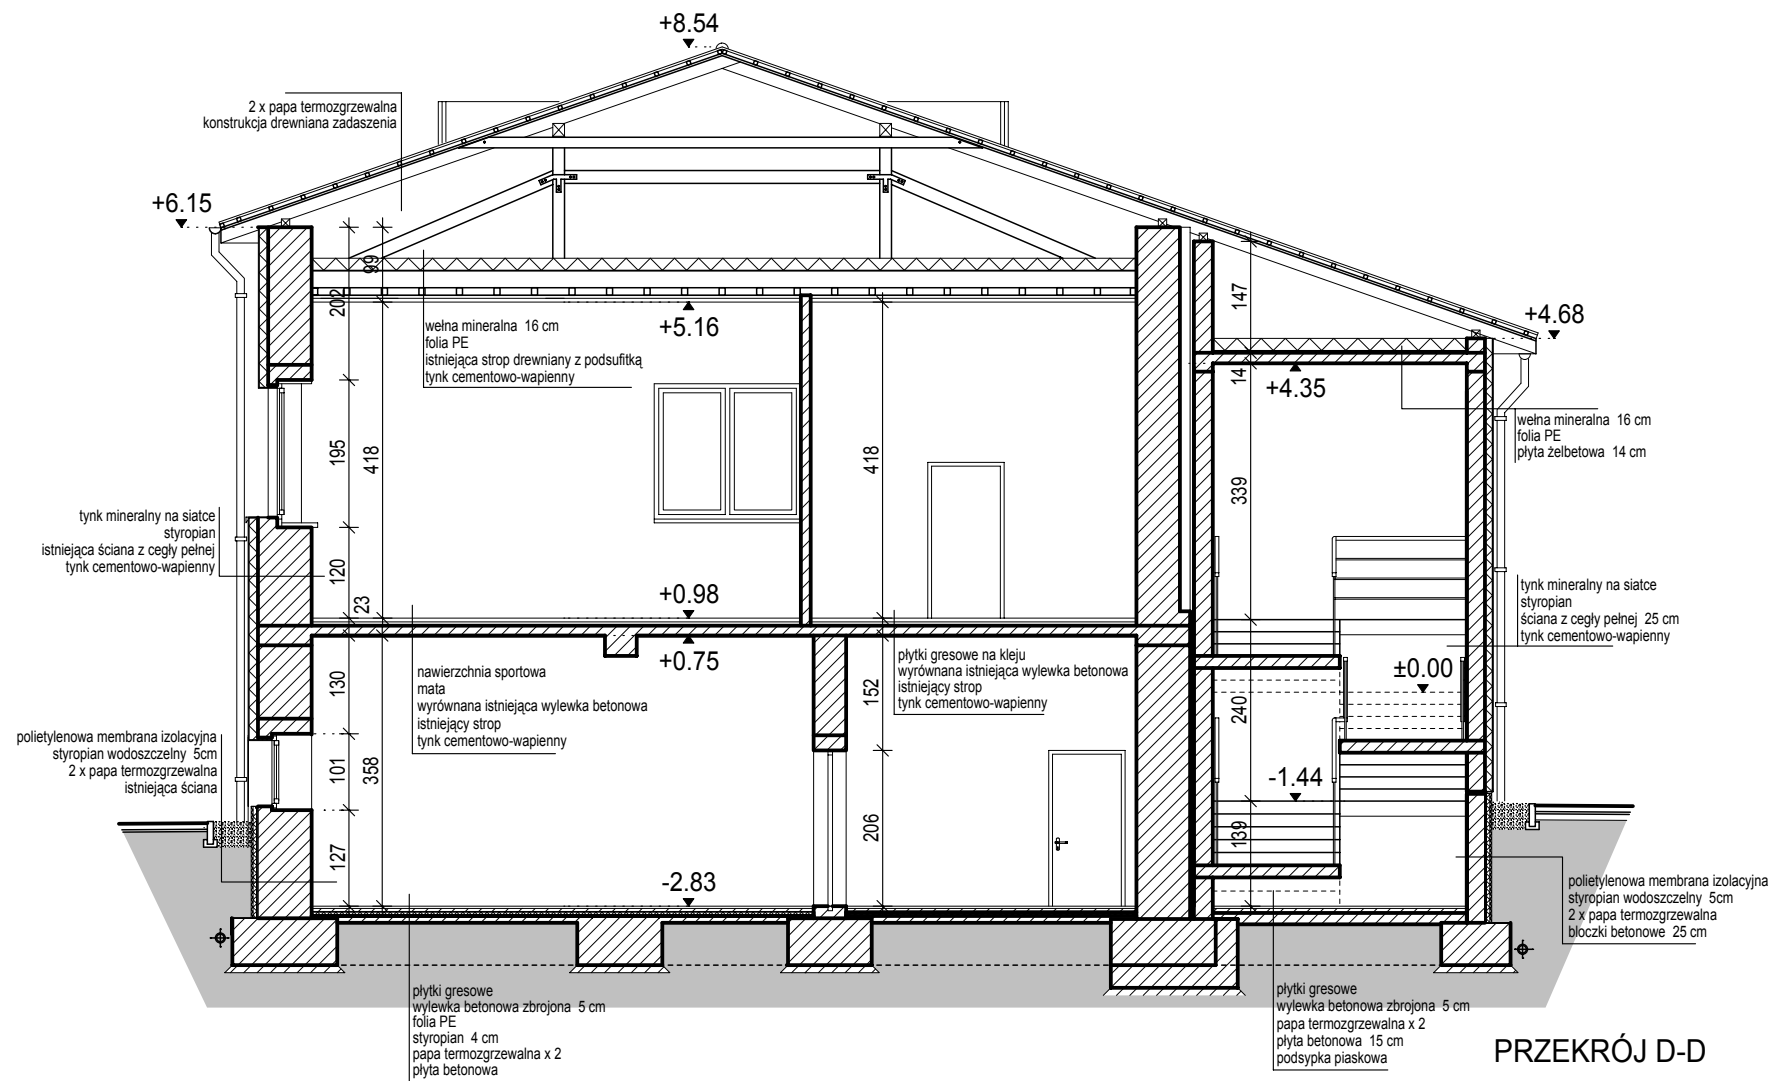 +8.54
2 x papa termozgrzewalna
konstrukcja drewniana zadaszenia
+6.15
99
202
+5.16
147
+4.68
wełna mineralna  16 cm
folia PE
istniejąca strop drewniany z podsufitką
tynk cementowo-wapienny
14
+4.35
wełna mineralna  16 cm
folia PE
płyta żelbetowa  14 cm
195
418
418
339
tynk mineralny na siatce
styropian
istniejąca ściana z cegły pełnej
tynk cementowo-wapienny
120
23
+0.98
+0.75
tynk mineralny na siatce
styropian
ściana z cegły pełnej  25 cm
tynk cementowo-wapienny
nawierzchnia sportowa
mata
wyrównana istniejąca wylewka betonowa
istniejący strop
tynk cementowo-wapienny
płytki gresowe na kleju
wyrównana istniejąca wylewka betonowa
istniejący strop
tynk cementowo-wapienny
±0.00
130
152
240
polietylenowa membrana izolacyjna
styropian wodoszczelny  5cm
2 x papa termozgrzewalna
istniejąca ściana
101
358
-1.44
206
139
127
-2.83
polietylenowa membrana izolacyjna
styropian wodoszczelny  5cm
2 x papa termozgrzewalna
bloczki betonowe  25 cm
płytki gresowe
wylewka betonowa zbrojona  5 cm
folia PE
styropian  4 cm
papa termozgrzewalna x 2
płyta betonowa
płytki gresowe
wylewka betonowa zbrojona  5 cm
papa termozgrzewalna x 2
płyta betonowa  15 cm
podsypka piaskowa
PRZEKRÓJ D-D